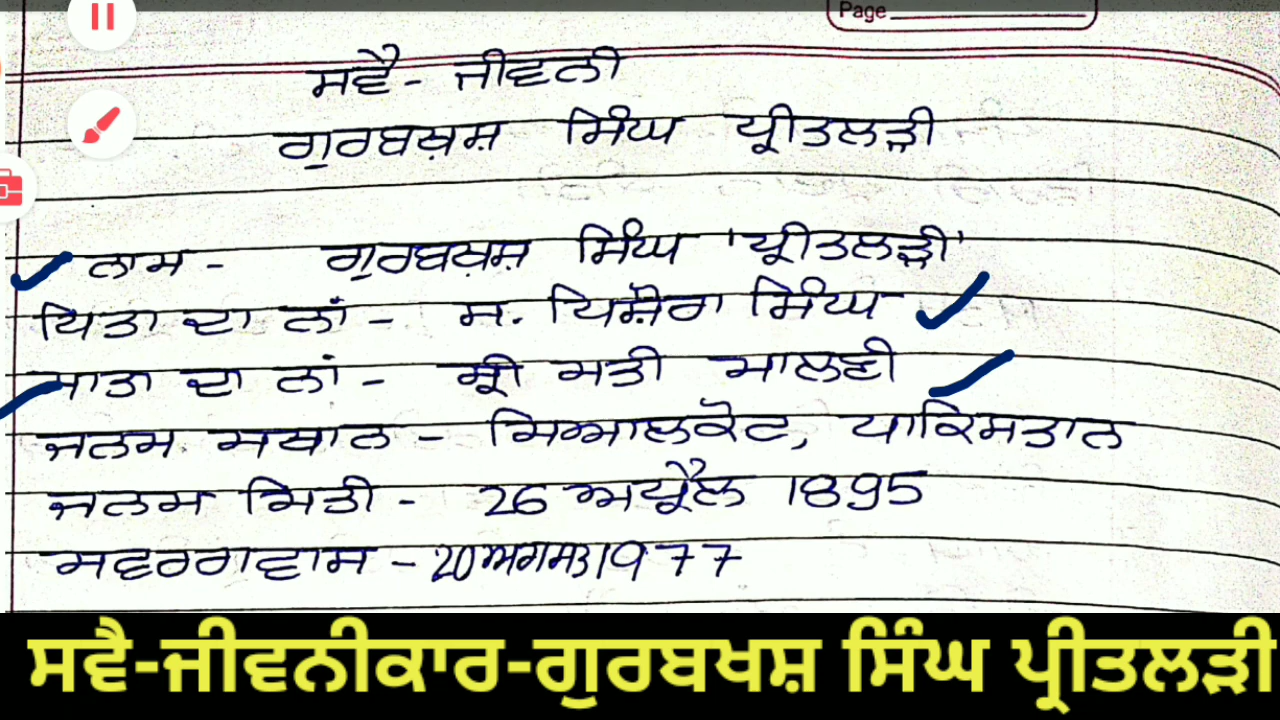 Page
ਸਵੈ- ਜੀਵਨੀ
ਗੁਰਬਖ਼ਸ਼ ਸਿੰਘ ਪ੍ਰੀਤਲੜੀ
ਨਾਮ - ਗੁਰਬਖ਼ਸ਼ ਸਿੰਘ 'ਪ੍ਰੀਤਲੜੀ'
ਪਿਤਾ ਦਾ ਨਾਂ - ਸ. ਪਿਸ਼ੌਰਾ ਸਿੰਘ
ਮਾਤਾ ਦਾ ਨਾਂ - ਸ੍ਰੀ ਮਤੀ ਮਾਲਣੀ
ਜਨਮ ਸਥਾਨ - ਸਿਆਲਕੋਟ, ਪਾਕਿਸਤਾਨ
ਜਨਮ ਮਿਤੀ - 26 ਅਪ੍ਰੈਲ 1895
ਸਵਰਗਵਾਸ - 20 ਅਗਸਤ 1977
ਸਵੈ-ਜੀਵਨੀਕਾਰ-ਗੁਰਬਖਸ਼ ਸਿੰਘ ਪ੍ਰੀਤਲੜੀ